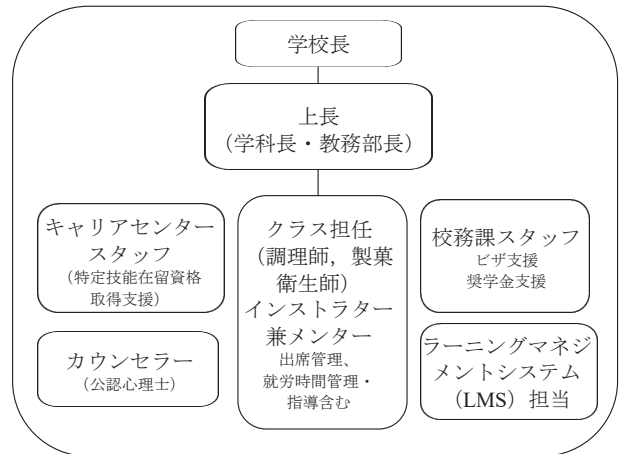 学校長
上長
（学科長・教務部長）
キャリアセンター
スタッフ
（特定技能在留資格
取得支援）
カウンセラー
（公認心理士）
クラス担任
（調理師，製菓
衛生師）
インストラター
兼メンター
出席管理、
就労時間管理・
指導含む
校務課スタッフ
ビザ支援
奨学金支援
ラーニングマネジ
メントシステム
（LMS）担当